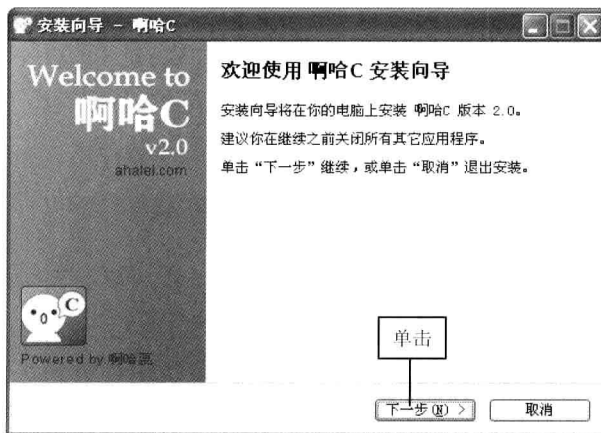 安装向导 - 啊哈C
Welcome to
啊哈C
v2.0
ahalei.com
C
Powered by 啊哈磊
欢迎使用 啊哈C 安装向导
安装向导将在你的电脑上安装 啊哈C 版本 2.0。
建议你在继续之前关闭所有其它应用程序。
单击“下一步”继续，或单击“取消”退出安装。
单击
下一步(N) >
取消